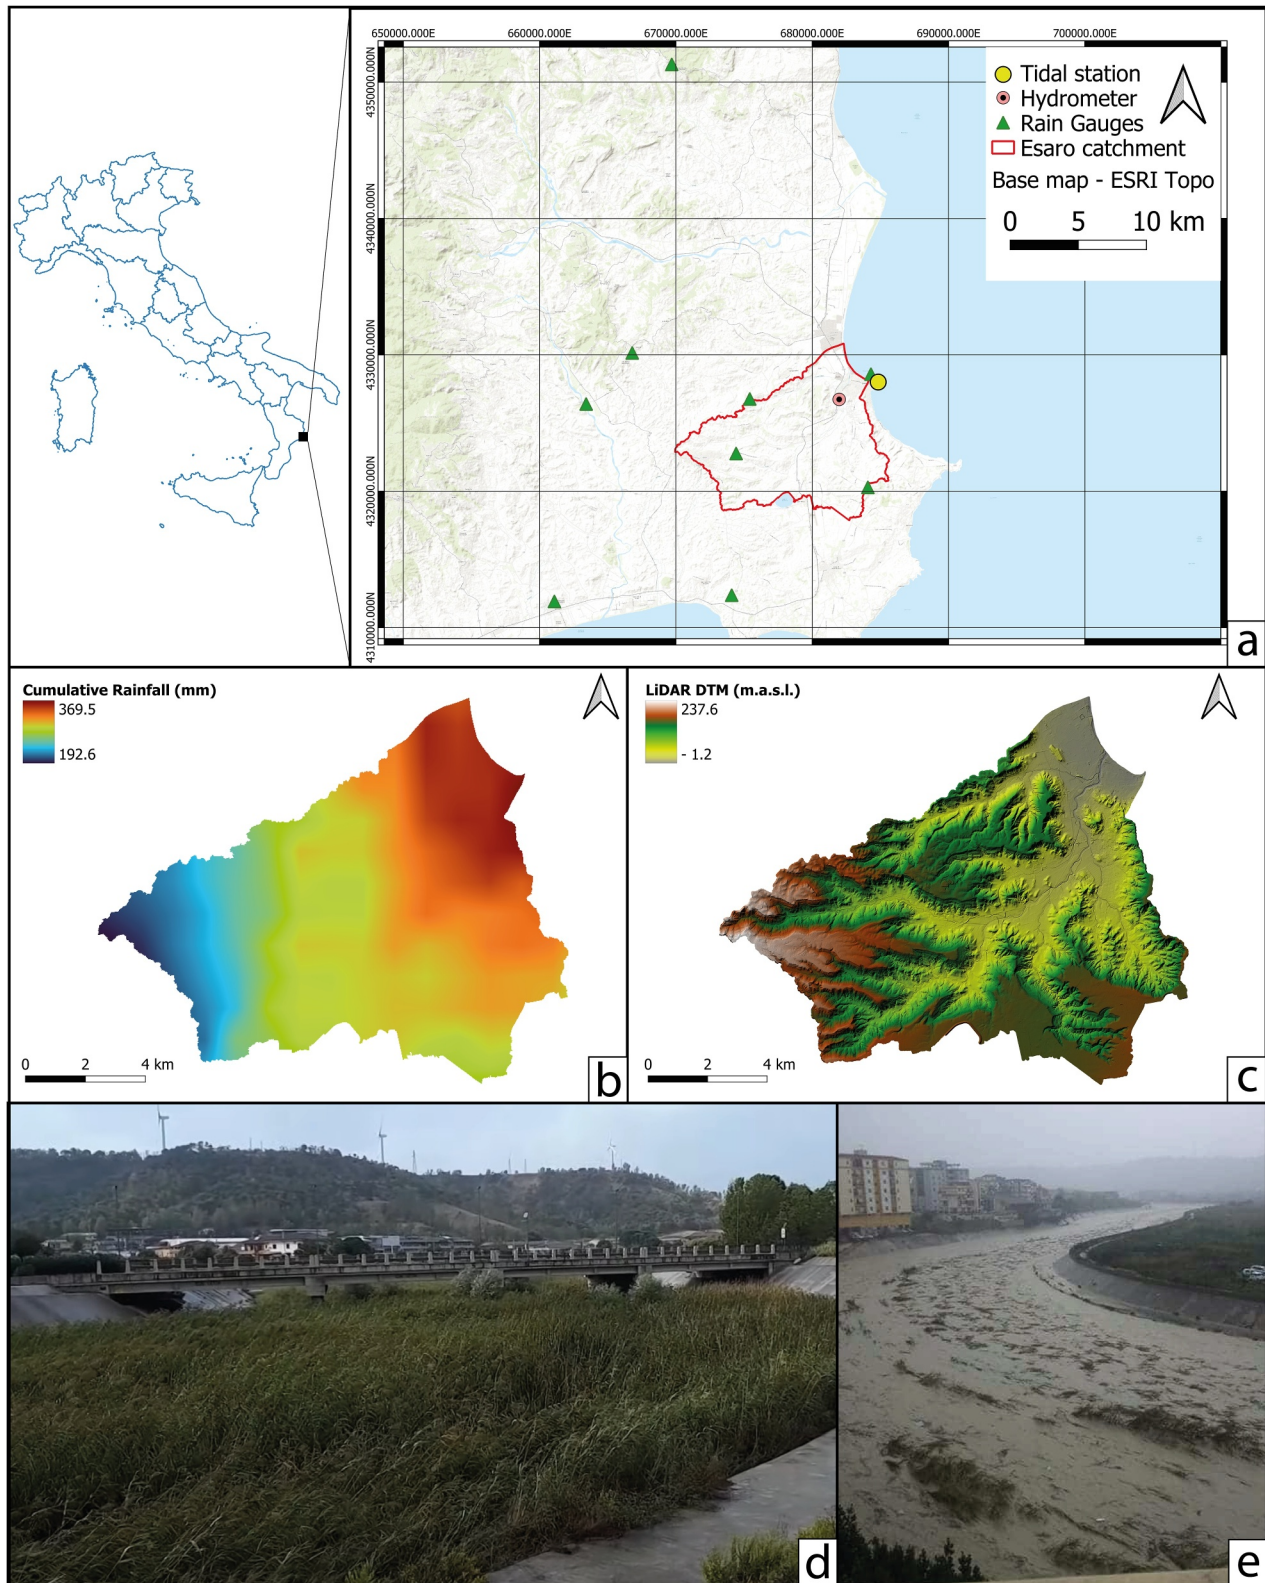 650000.000E 660000.000E 670000.000E 680000.000E 690000.000E 700000.000E
4350000.000N
4340000.000N
4330000.000N
4320000.000N
4310000.000N
Tidal station
Hydrometer
Rain Gauges
Esaro catchment
Base map - ESRI Topo
0 5 10 km
a
Cumulative Rainfall (mm)
369.5
192.6
0 2 4 km
b
LiDAR DTM (m.a.s.l.)
237.6
- 1.2
0 2 4 km
c
d
e